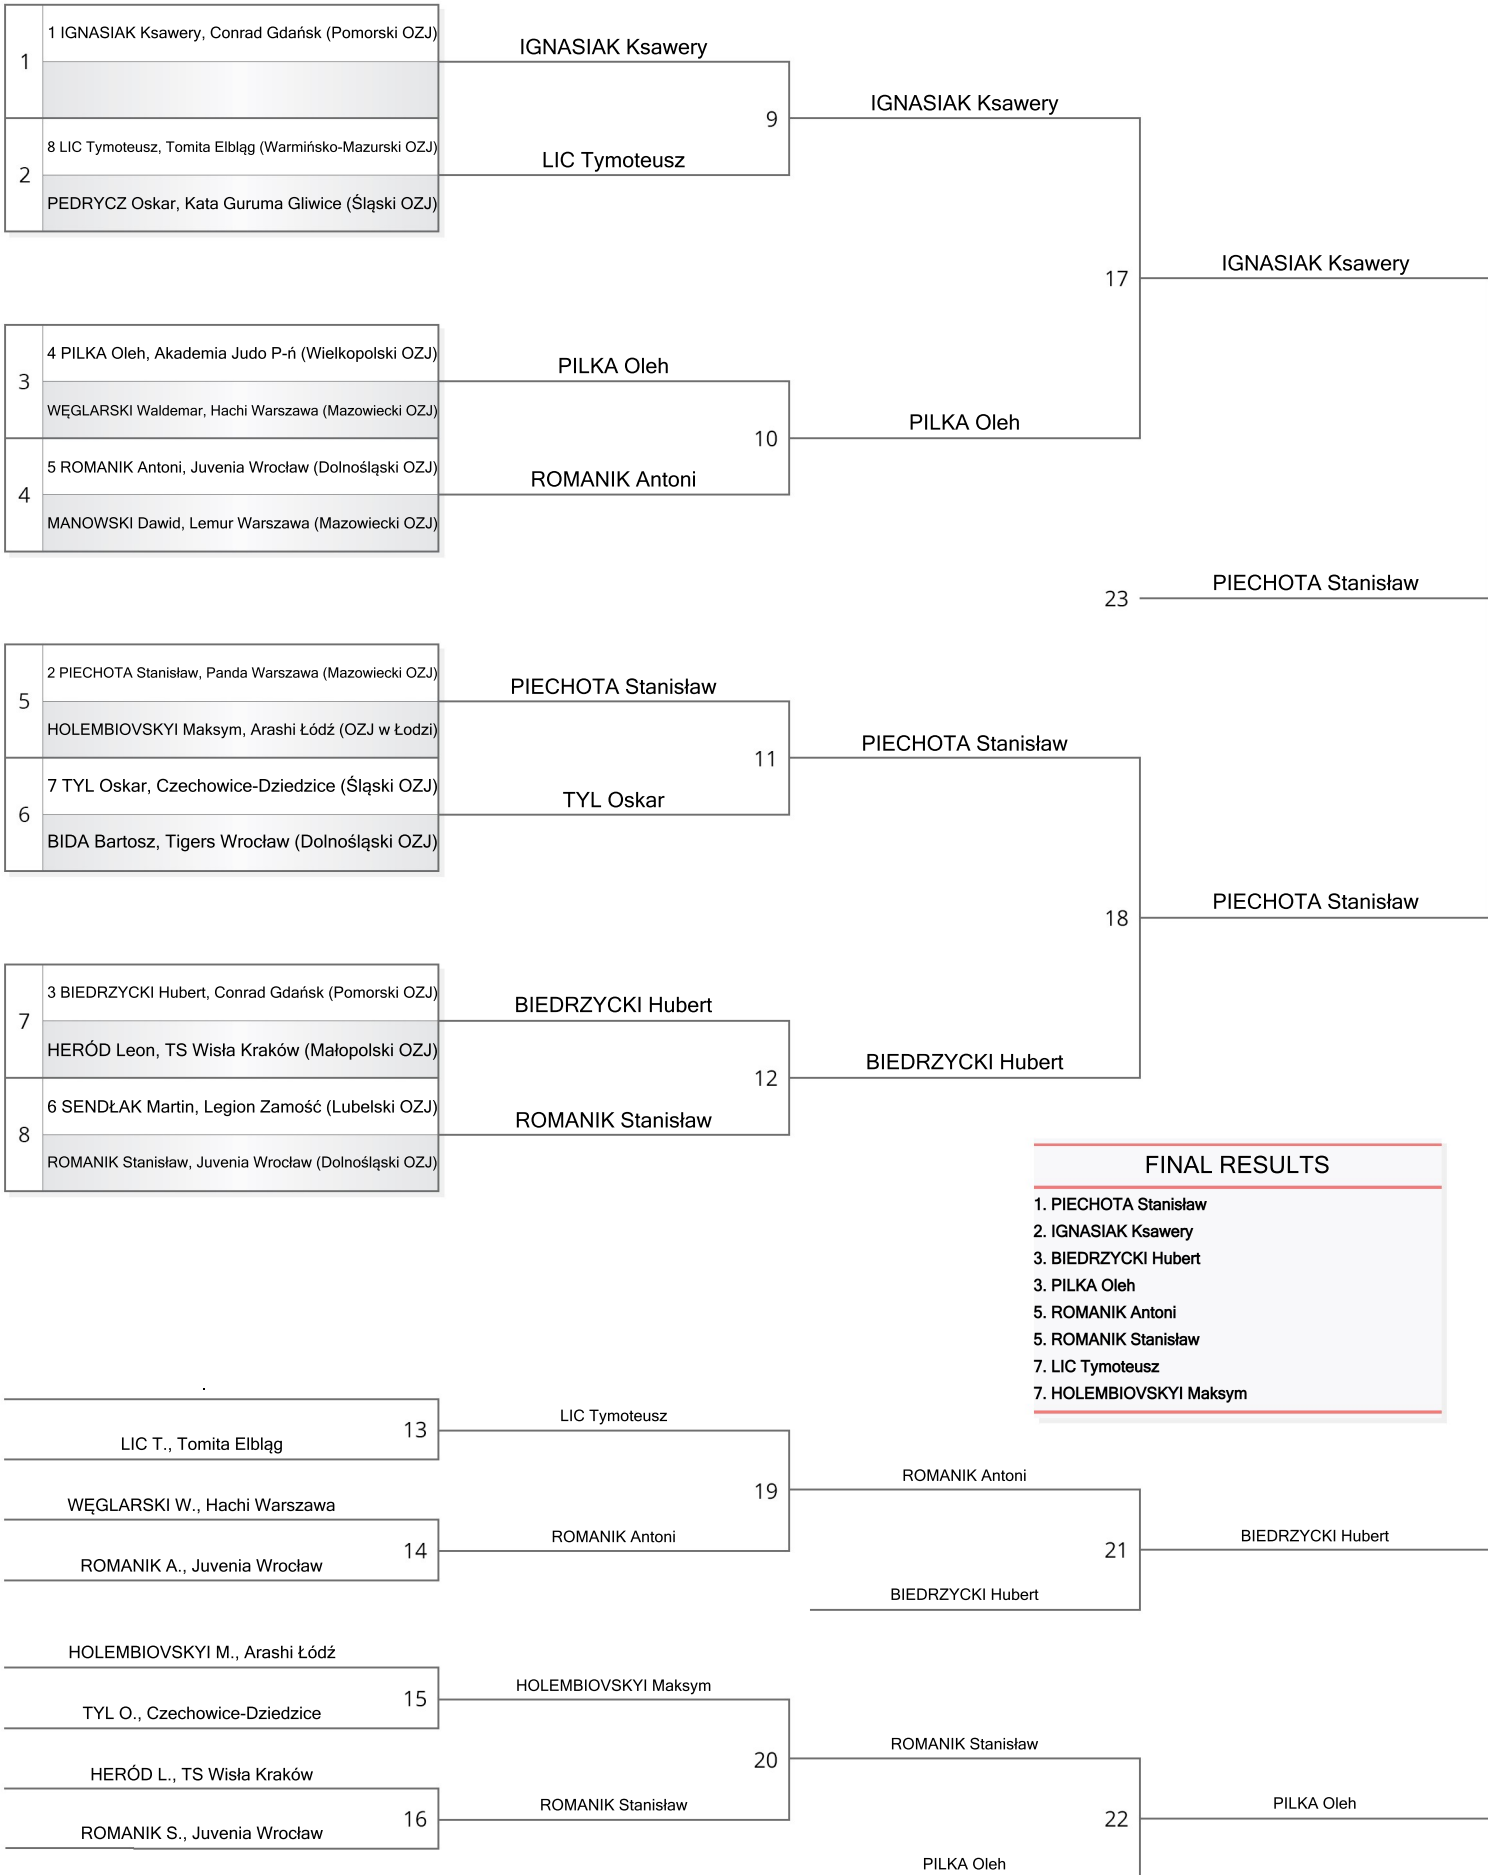 1 IGNASIAK Ksawery, Conrad Gdańsk (Pomorski OZJ)
1
8 LIC Tymoteusz, Tomita Elbląg (Warmińsko-Mazurski OZJ)
2
PEDRYCZ Oskar, Kata Guruma Gliwice (Śląski OZJ)
IGNASIAK Ksawery
9
LIC Tymoteusz
IGNASIAK Ksawery
17
IGNASIAK Ksawery
4 PILKA Oleh, Akademia Judo P-ń (Wielkopolski OZJ)
3
WĘGLARSKI Waldemar, Hachi Warszawa (Mazowiecki OZJ)
5 ROMANIK Antoni, Juvenia Wrocław (Dolnośląski OZJ)
4
MANOWSKI Dawid, Lemur Warszawa (Mazowiecki OZJ)
PILKA Oleh
10
ROMANIK Antoni
PILKA Oleh
23
PIECHOTA Stanisław
2 PIECHOTA Stanisław, Panda Warszawa (Mazowiecki OZJ)
5
HOLEMBIOVSKYI Maksym, Arashi Łódź (OZJ w Łodzi)
7 TYL Oskar, Czechowice-Dziedzice (Śląski OZJ)
6
BIDA Bartosz, Tigers Wrocław (Dolnośląski OZJ)
PIECHOTA Stanisław
11
TYL Oskar
PIECHOTA Stanisław
18
PIECHOTA Stanisław
3 BIEDRZYCKI Hubert, Conrad Gdańsk (Pomorski OZJ)
7
HERÓD Leon, TS Wisła Kraków (Małopolski OZJ)
6 SENDŁAK Martin, Legion Zamość (Lubelski OZJ)
8
ROMANIK Stanisław, Juvenia Wrocław (Dolnośląski OZJ)
BIEDRZYCKI Hubert
12
ROMANIK Stanisław
BIEDRZYCKI Hubert
FINAL RESULTS
1. PIECHOTA Stanisław
2. IGNASIAK Ksawery
3. BIEDRZYCKI Hubert
3. PILKA Oleh
5. ROMANIK Antoni
5. ROMANIK Stanisław
7. LIC Tymoteusz
7. HOLEMBIOVSKYI Maksym
.
13
LIC T., Tomita Elbląg
WĘGLARSKI W., Hachi Warszawa
14
ROMANIK A., Juvenia Wrocław
LIC Tymoteusz
19
ROMANIK Antoni
ROMANIK Antoni
21
BIEDRZYCKI Hubert
BIEDRZYCKI Hubert
HOLEMBIOVSKYI M., Arashi Łódź
15
TYL O., Czechowice-Dziedzice
HERÓD L., TS Wisła Kraków
16
ROMANIK S., Juvenia Wrocław
HOLEMBIOVSKYI Maksym
20
ROMANIK Stanisław
ROMANIK Stanisław
22
PILKA Oleh
PILKA Oleh